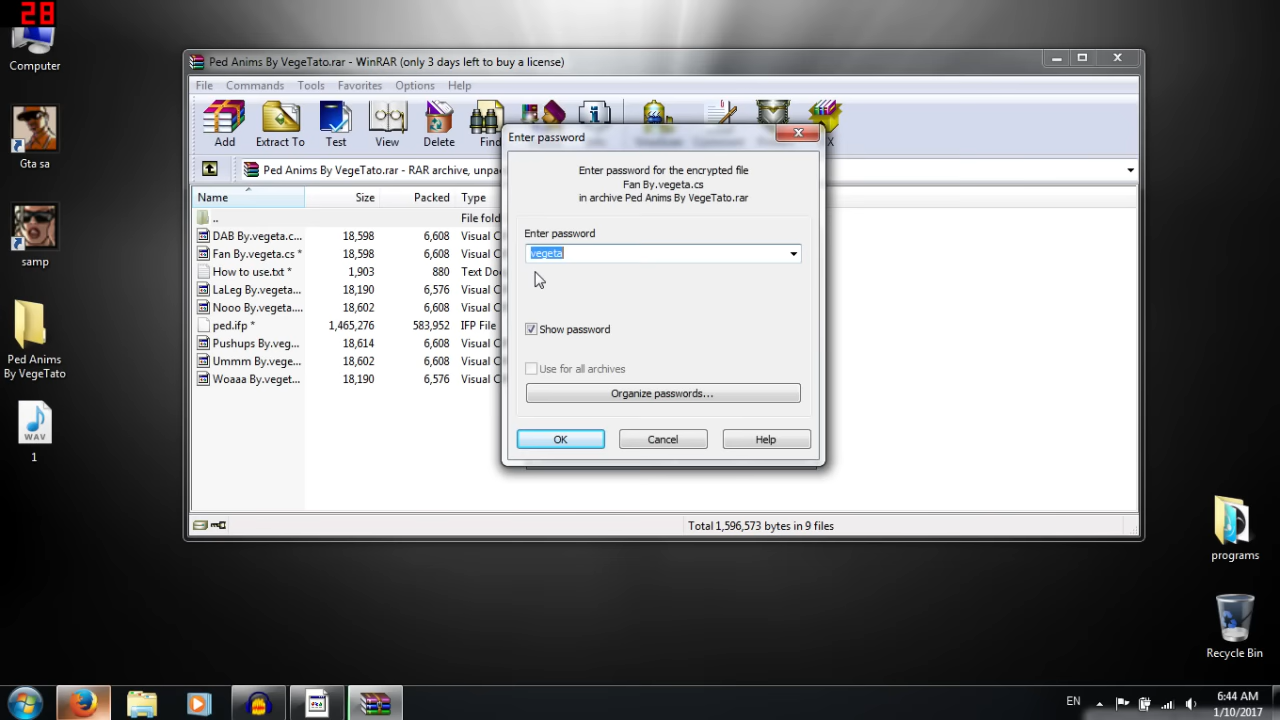 28
Computer
Gta sa
samp
Ped Anims
By VegeTato
WAV
1
Ped Anims By VegeTato.rar - WinRAR (only 3 days left to buy a license)
File Commands Tools Favorites Options Help
Add Extract To Test View Delete Find
Ped Anims By VegeTato.rar - RAR archive, unpa
Name Size Packed Type
.. File fold
DAB By.vegeta.c... 18,598 6,608 Visual C
Fan By.vegeta.cs * 18,598 6,608 Visual C
How to use.txt * 1,903 880 Text Doc
LaLeg By.vegeta... 18,190 6,576 Visual C
Nooo By.vegeta.... 18,602 6,608 Visual C
ped.ifp * 1,465,276 583,952 IFP File
Pushups By.vege... 18,614 6,608 Visual C
Ummm By.vege... 18,602 6,608 Visual C
Woaaa By.veget... 18,190 6,576 Visual C
Total 1,596,573 bytes in 9 files
Enter password
Enter password for the encrypted file
Fan By.vegeta.cs
in archive Ped Anims By VegeTato.rar
Enter password
vegeta
Show password
Use for all archives
Organize passwords...
OK Cancel Help
programs
Recycle Bin
EN
6:44 AM
1/10/2017